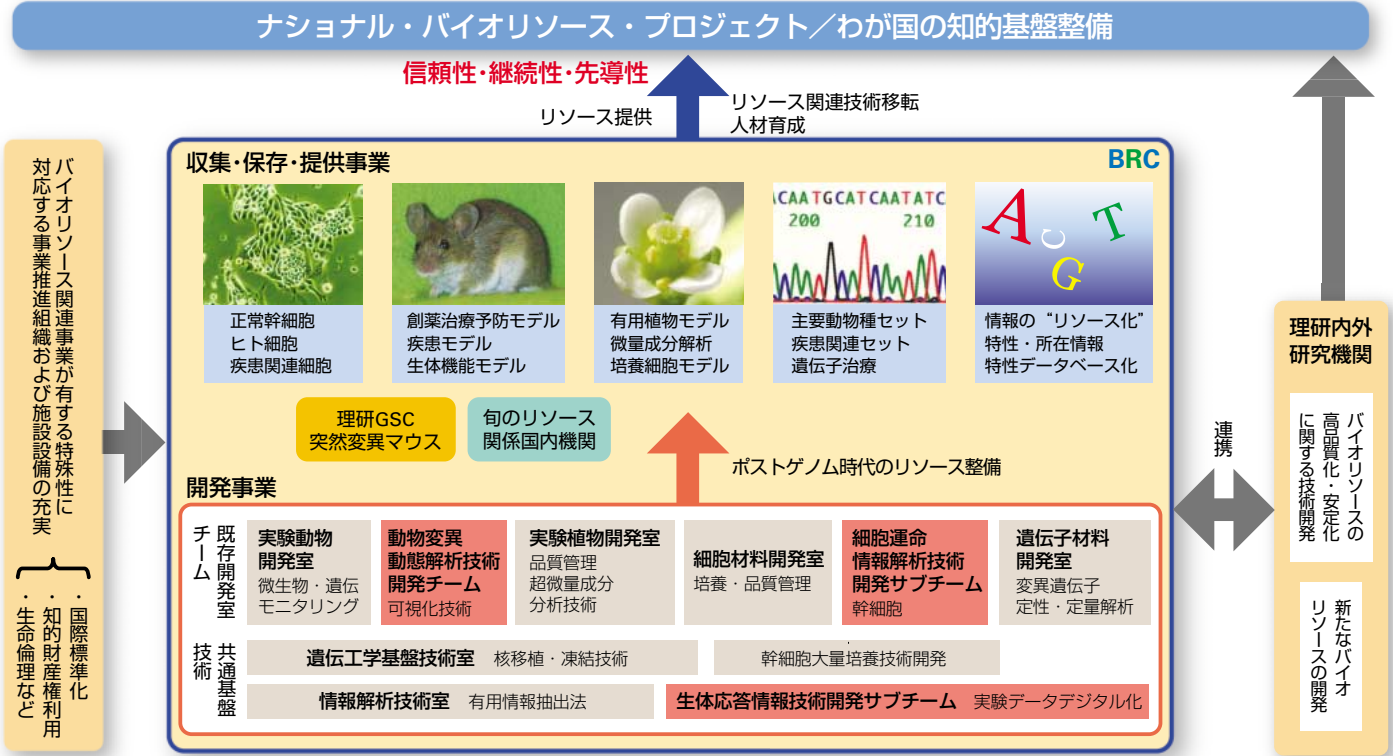 ナショナル・バイオリソース・プロジェクト／わが国の知的基盤整備
信頼性・継続性・先導性
リソース提供
リソース関連技術移転
人材育成
バイオリソース関連事業が有する特殊性に
対応する事業推進組織および施設設備の充実
・国際標準化
・知的財産権利用
・生命倫理など
収集・保存・提供事業
BRC
ACAATGCATCAATATC
200 210
A C G T
正常幹細胞
ヒト細胞
疾患関連細胞
創薬治療予防モデル
疾患モデル
生体機能モデル
有用植物モデル
微量成分解析
培養細胞モデル
主要動物種セット
疾患関連セット
遺伝子治療
情報の“リソース化”
特性・所在情報
特性データベース化
理研GSC
突然変異マウス
旬のリソース
関係国内機関
ポストゲノム時代のリソース整備
開発事業
既存開発室
チーム
実験動物
開発室
微生物・遺伝
モニタリング
動物変異
動態解析技術
開発チーム
可視化技術
実験植物開発室
品質管理
超微量成分
分析技術
細胞材料開発室
培養・品質管理
細胞運命
情報解析技術
開発サブチーム
幹細胞
遺伝子材料
開発室
変異遺伝子
定性・定量解析
共通基盤
技術
遺伝工学基盤技術室 核移植・凍結技術
幹細胞大量培養技術開発
情報解析技術室 有用情報抽出法
生体応答情報技術開発サブチーム 実験データデジタル化
連携
理研内外
研究機関
バイオリソースの
高品質化・安定化
に関する技術開発
新たなバイオ
リソースの開発